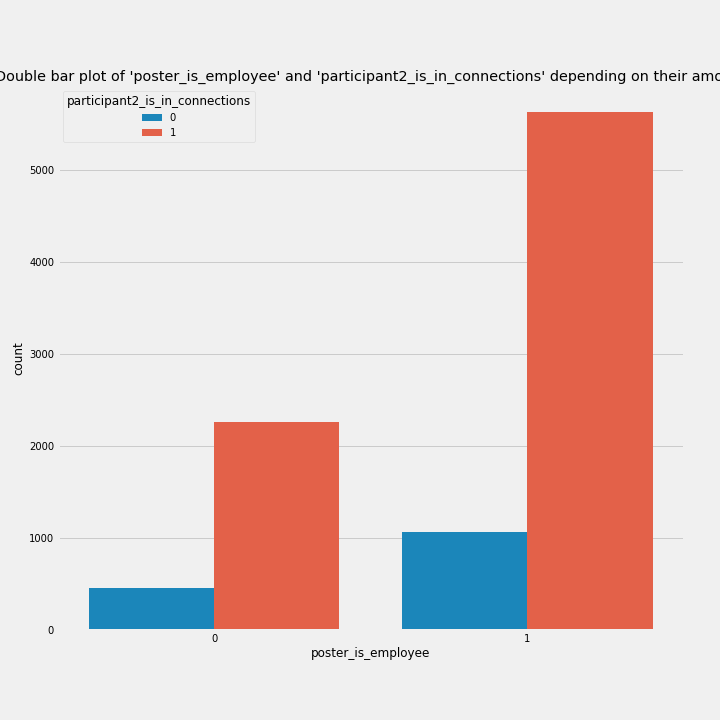 Double bar plot of 'poster_is_employee' and 'participant2_is_in_connections' depending on their
participant2_is_in_connections
0
1
5000
4000
3000
2000
1000
0
count
0 1
poster_is_employee